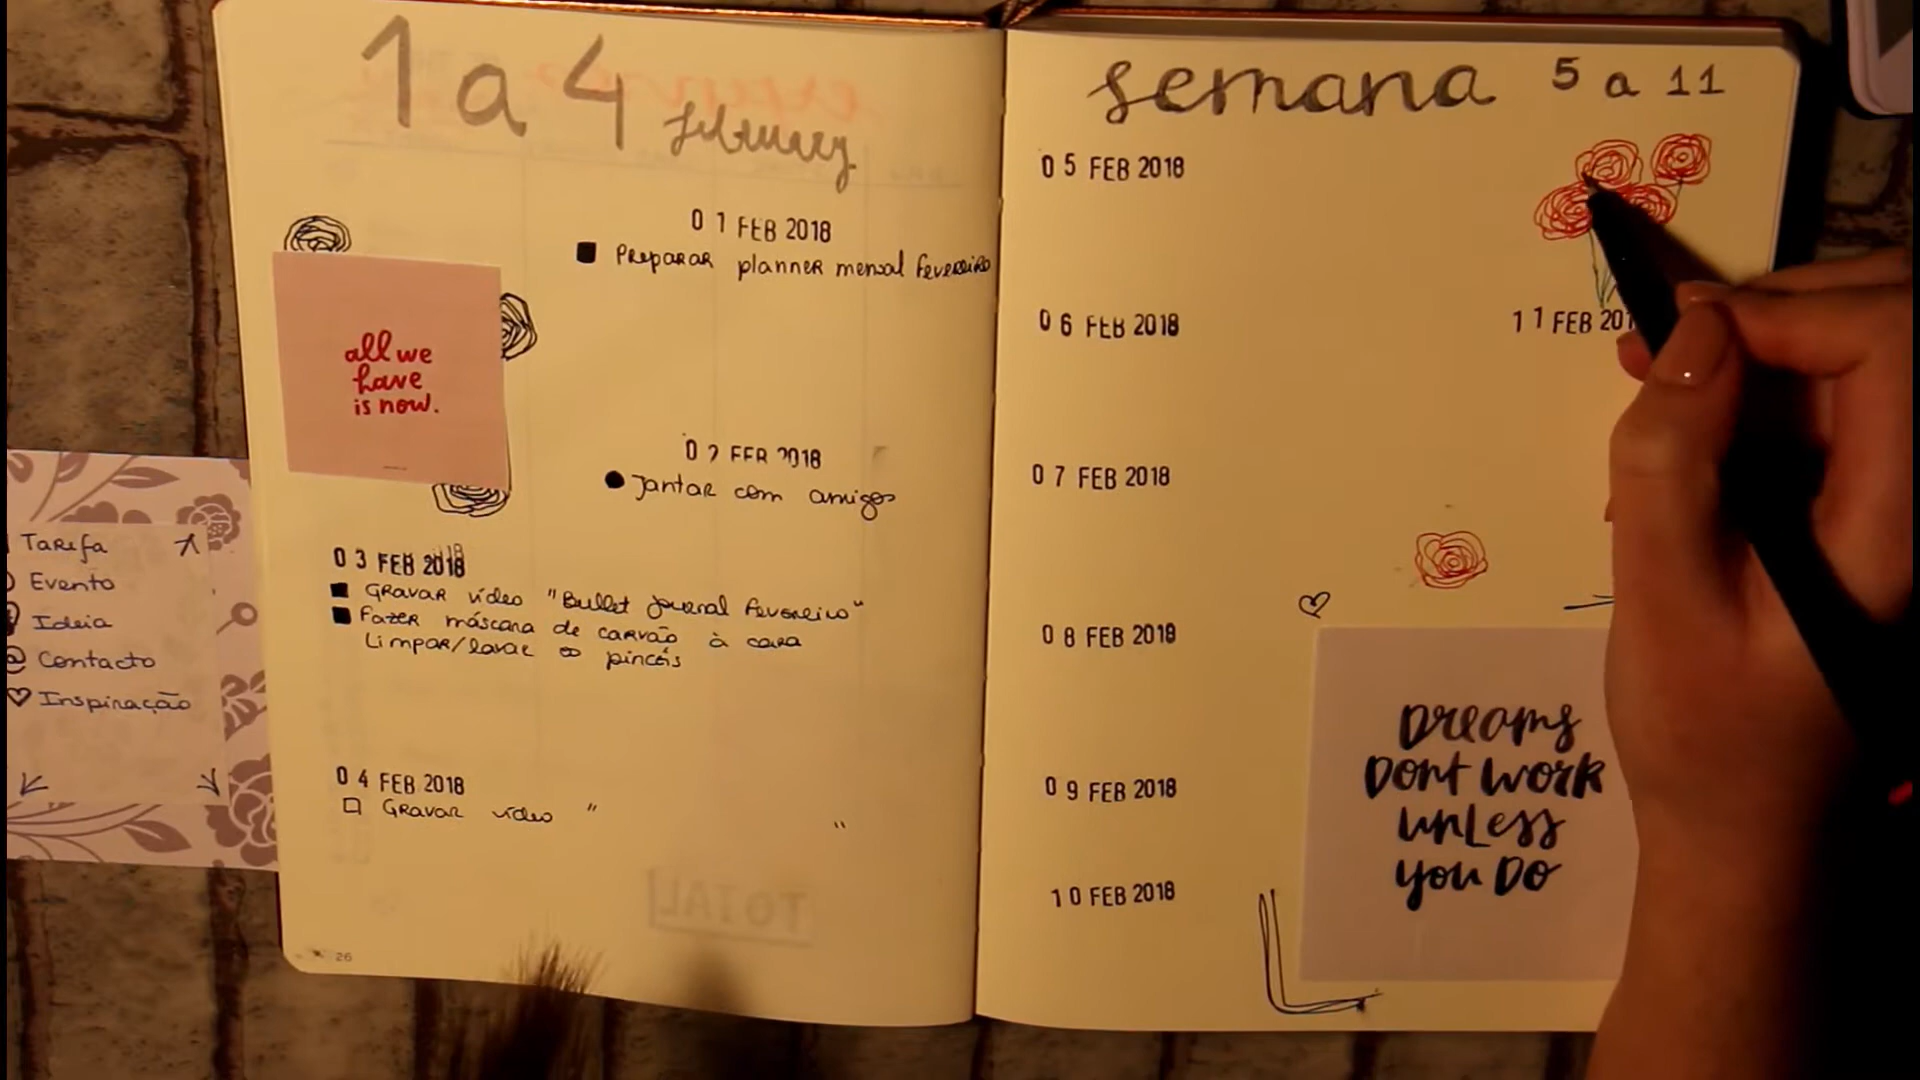 1 a 4 february
01 FEB 2018
Preparar planner mensal fevereiro
all we
have
is now.
02 FEB 2018
Jantar com amigos
03 FEB 2018
Gravar vídeo "Bullet journal fevereiro"
Fazer máscara de carvão à cara
Limpar/lavar os pincéis
04 FEB 2018
Gravar vídeo " "
TOTAL
26
Tarefa
Evento
Ideia
@ Contacto
Inspiração
semana 5 a 11
05 FEB 2018
06 FEB 2018
11 FEB 201
07 FEB 2018
08 FEB 2018
09 FEB 2018
10 FEB 2018
Dreams
Dont work
unless
you Do